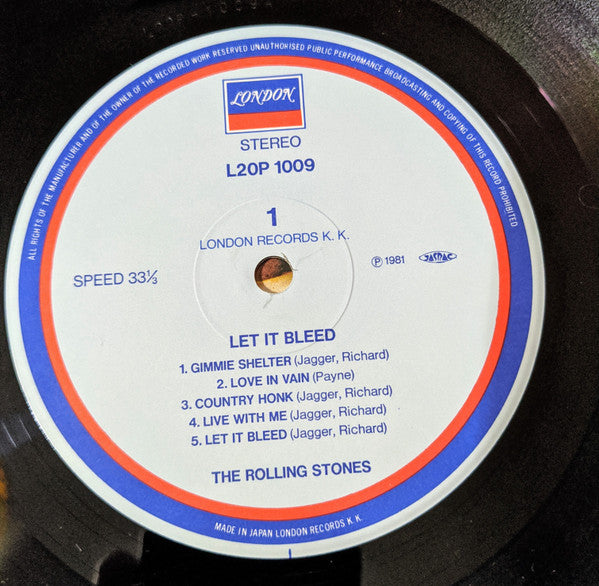 ALL RIGHTS OF THE MANUFACTURER AND OF THE OWNER OF THE RECORDED WORK RESERVED UNAUTHORISED PUBLIC PERFORMANCE BROADCASTING AND COPYING OF THIS RECORD PROHIBITED
LONDON
STEREO
L20P 1009
1
LONDON RECORDS K. K.
SPEED 33⅓
Ⓟ 1981 JASRAC
LET IT BLEED
1. GIMMIE SHELTER (Jagger, Richard)
2. LOVE IN VAIN (Payne)
3. COUNTRY HONK (Jagger, Richard)
4. LIVE WITH ME (Jagger, Richard)
5. LET IT BLEED (Jagger, Richard)
THE ROLLING STONES
MADE IN JAPAN LONDON RECORDS K. K.